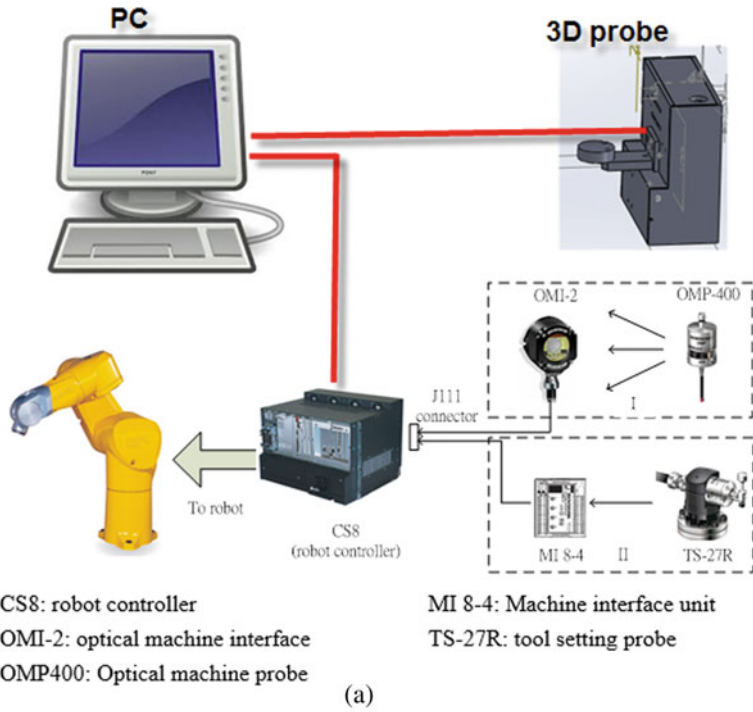 PC
3D probe
OMI-2
OMP-400
I
J111
connector
To robot
CS8
(robot controller)
MI 8-4
II
TS-27R
CS8: robot controller
MI 8-4: Machine interface unit
OMI-2: optical machine interface
TS-27R: tool setting probe
OMP400: Optical machine probe
(a)